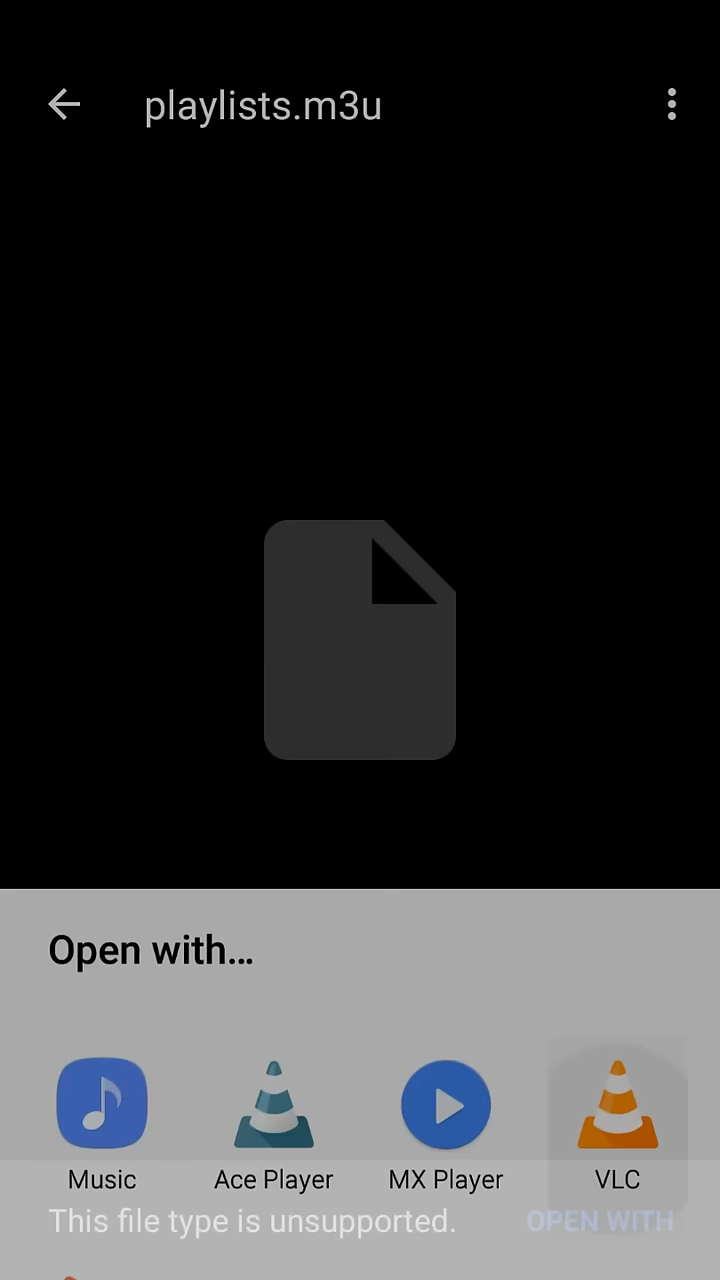 playlists.m3u
Open with...
Music Ace Player MX Player VLC
This file type is unsupported. OPEN WITH